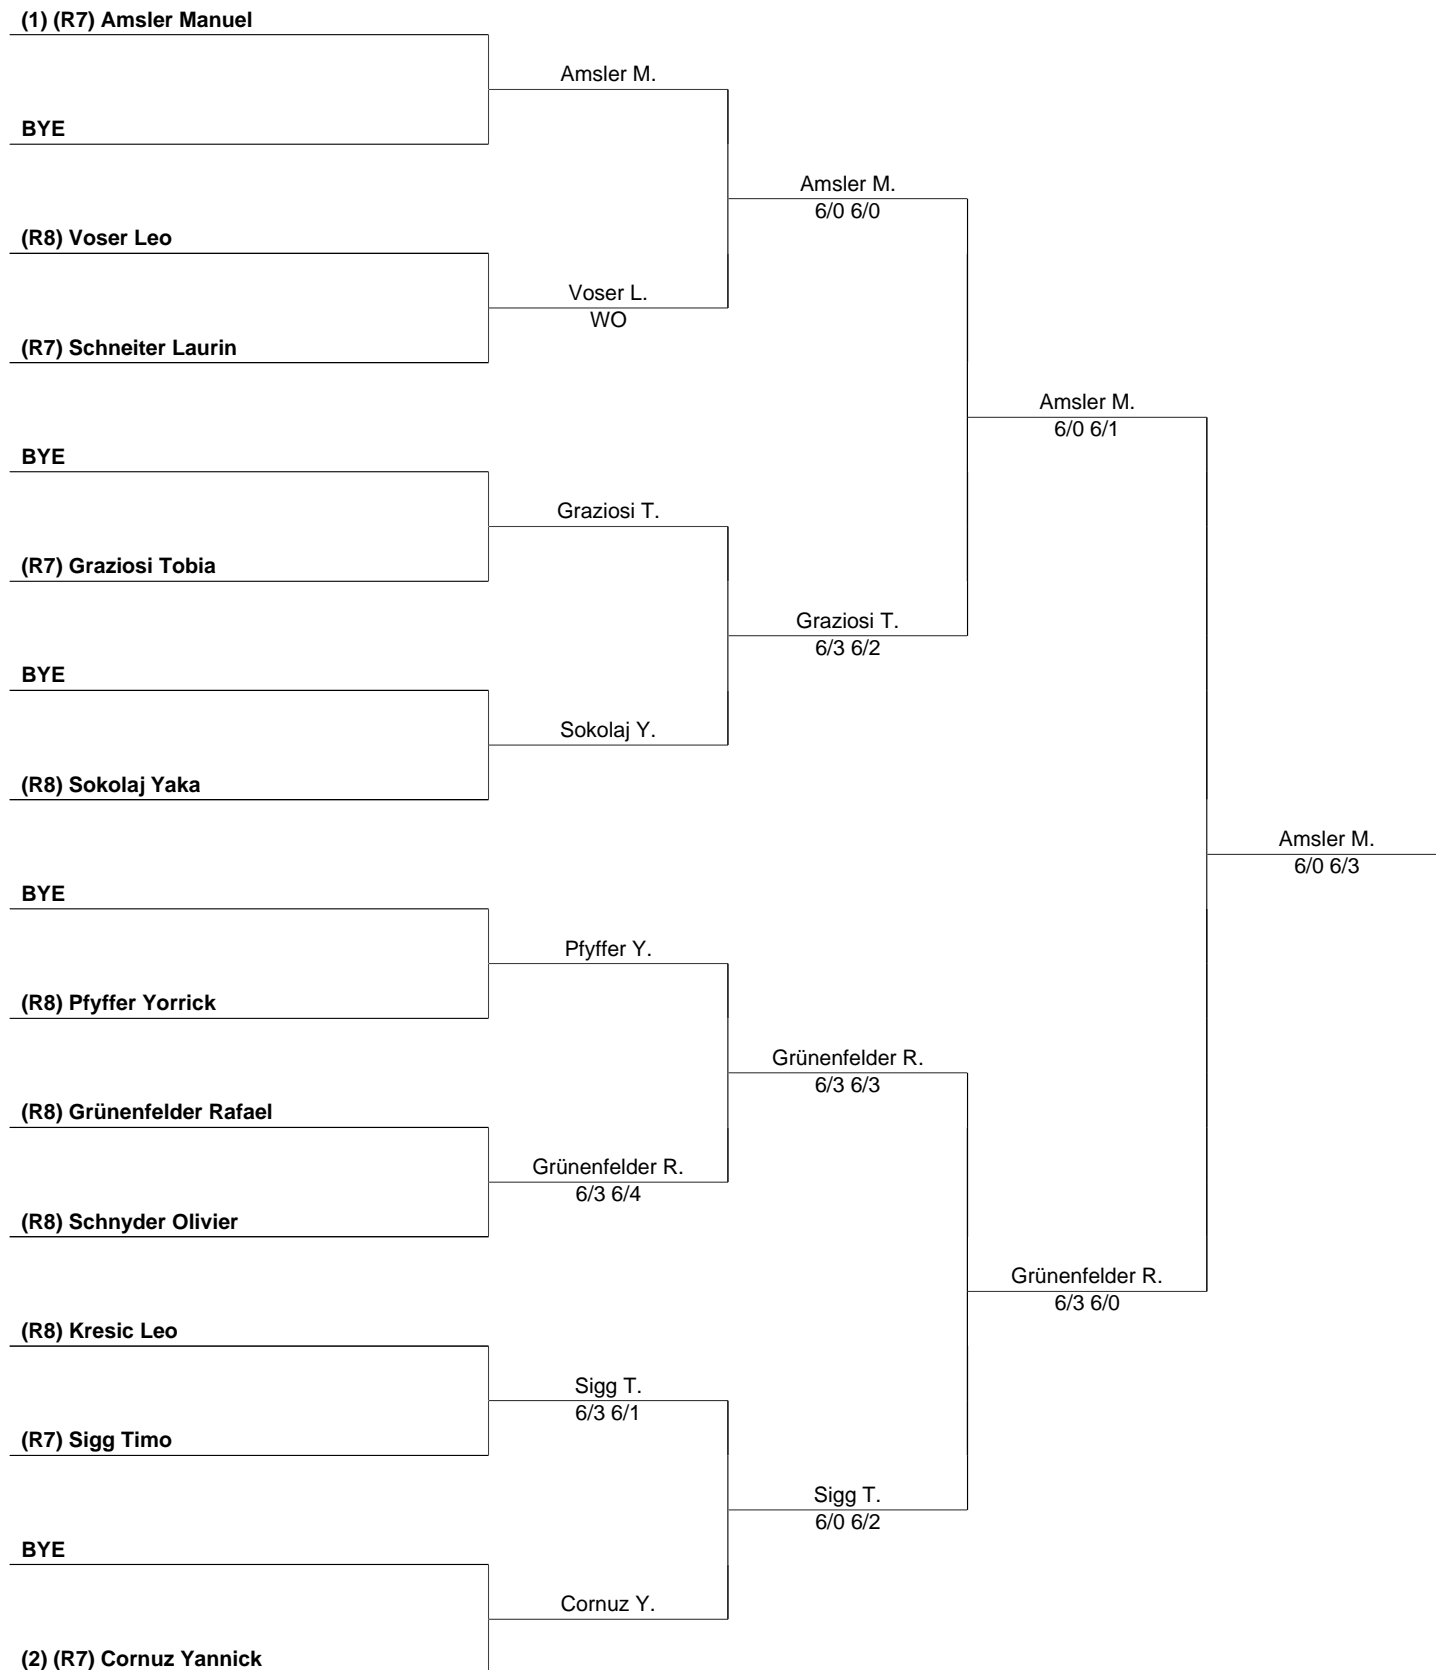 (1) (R7) Amsler Manuel
Amsler M.
BYE
Amsler M.
6/0 6/0
(R8) Voser Leo
Voser L.
WO
(R7) Schneiter Laurin
Amsler M.
6/0 6/1
BYE
Graziosi T.
(R7) Graziosi Tobia
Graziosi T.
6/3 6/2
BYE
Sokolaj Y.
(R8) Sokolaj Yaka
Amsler M.
6/0 6/3
BYE
Pfyffer Y.
(R8) Pfyffer Yorrick
Grünenfelder R.
6/3 6/3
(R8) Grünenfelder Rafael
Grünenfelder R.
6/3 6/4
(R8) Schnyder Olivier
Grünenfelder R.
6/3 6/0
(R8) Kresic Leo
Sigg T.
6/3 6/1
(R7) Sigg Timo
Sigg T.
6/0 6/2
BYE
Cornuz Y.
(2) (R7) Cornuz Yannick